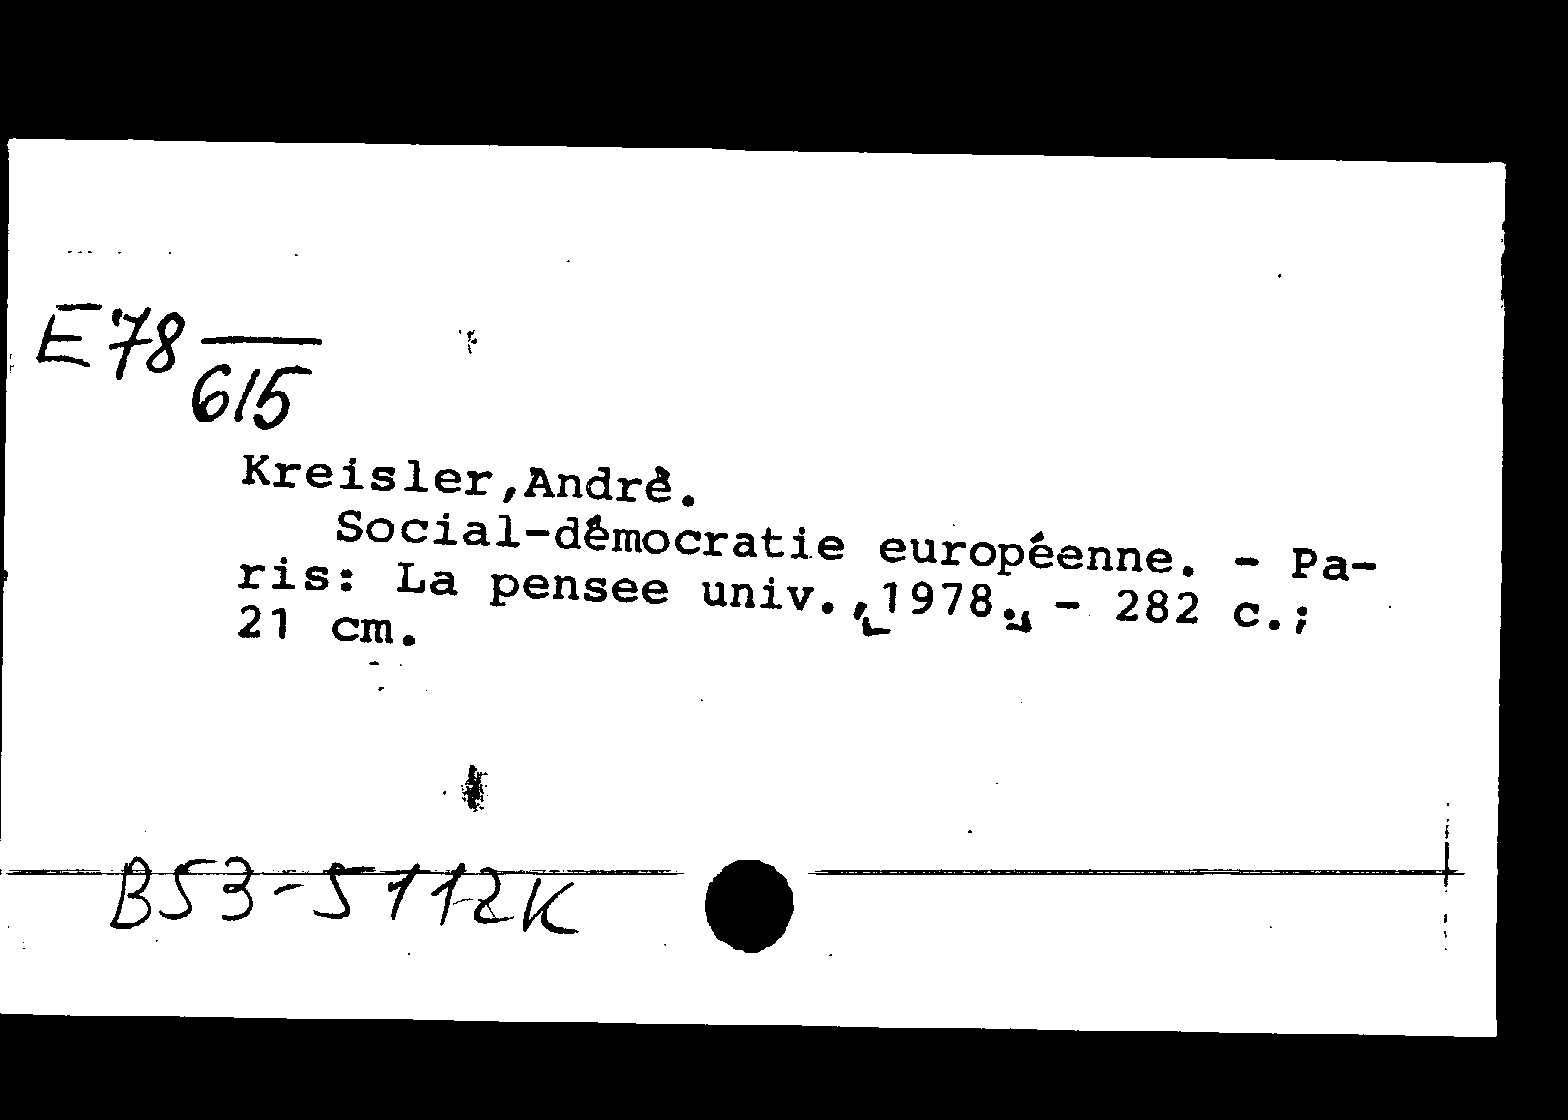 E78
615
Kreisler,André.
Social-démocratie européenne. - Pa-
ris: La pensee univ.,[1978.] - 282 c.;
21 cm.
B53-5112K